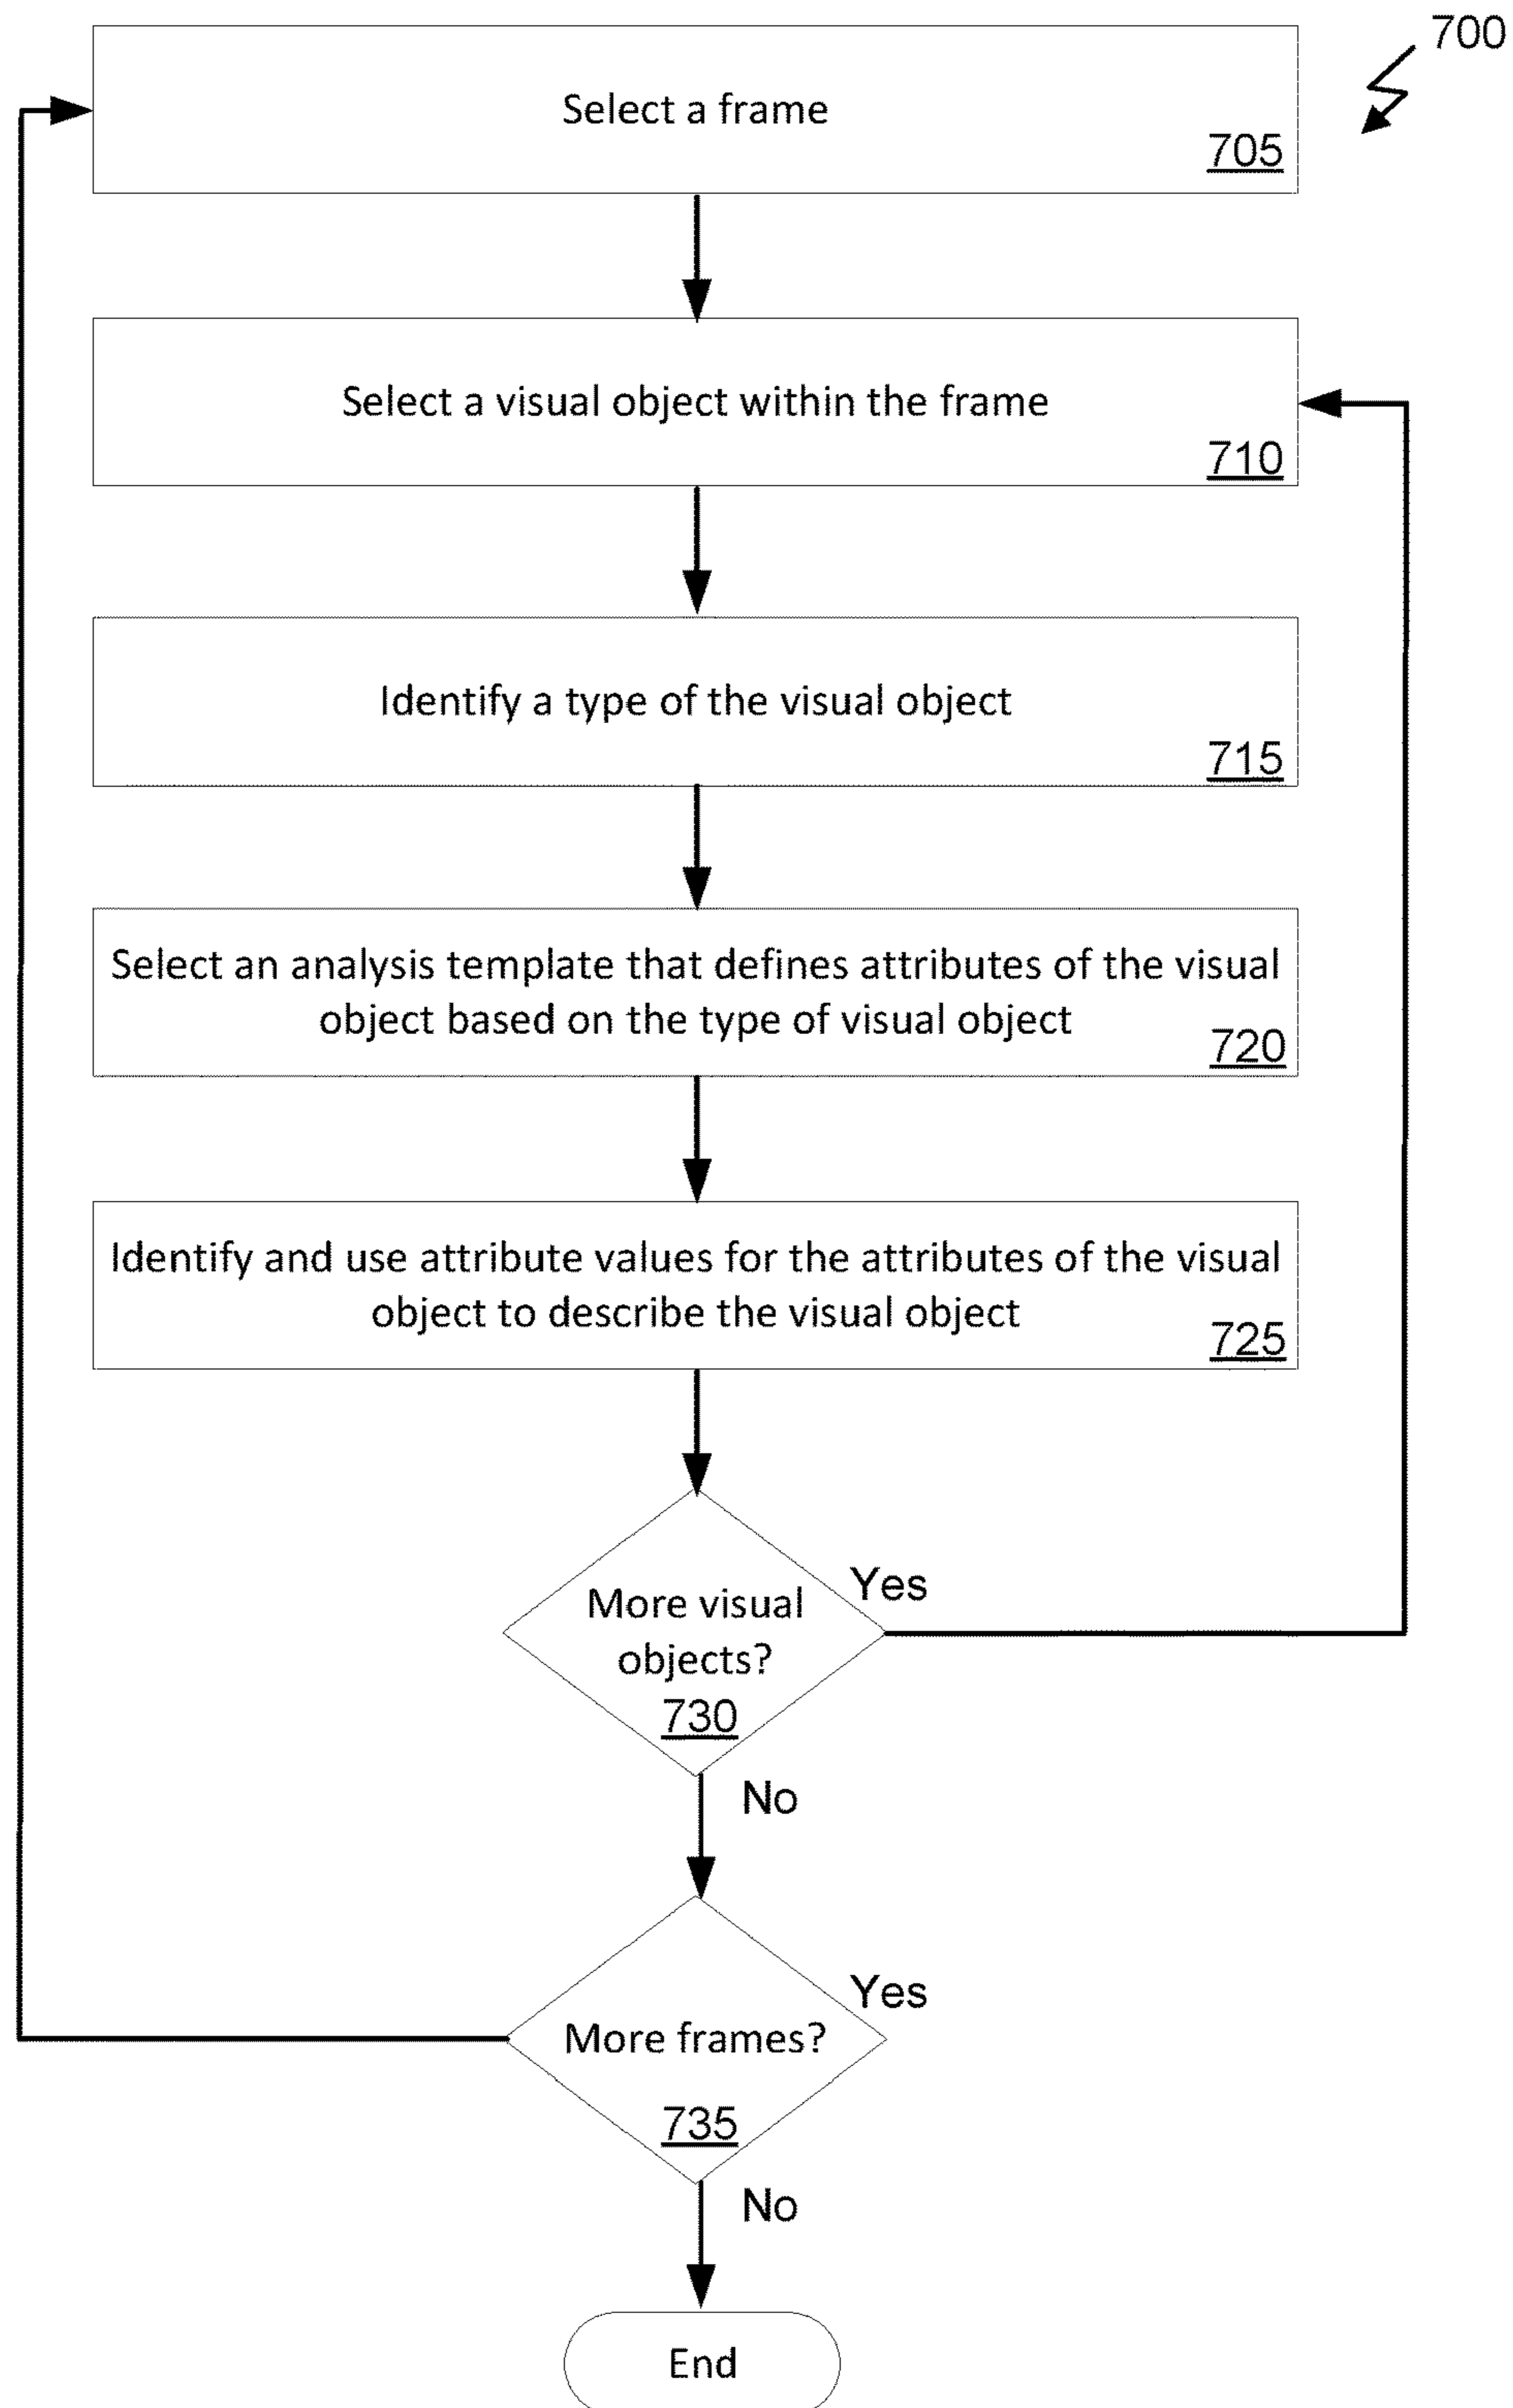 700
Select a frame
705
Select a visual object within the frame
710
Identify a type of the visual object
715
Select an analysis template that defines attributes of the visual
object based on the type of visual object
720
Identify and use attribute values for the attributes of the visual
object to describe the visual object
725
More visual
objects?
730
Yes
No
More frames?
735
Yes
No
End